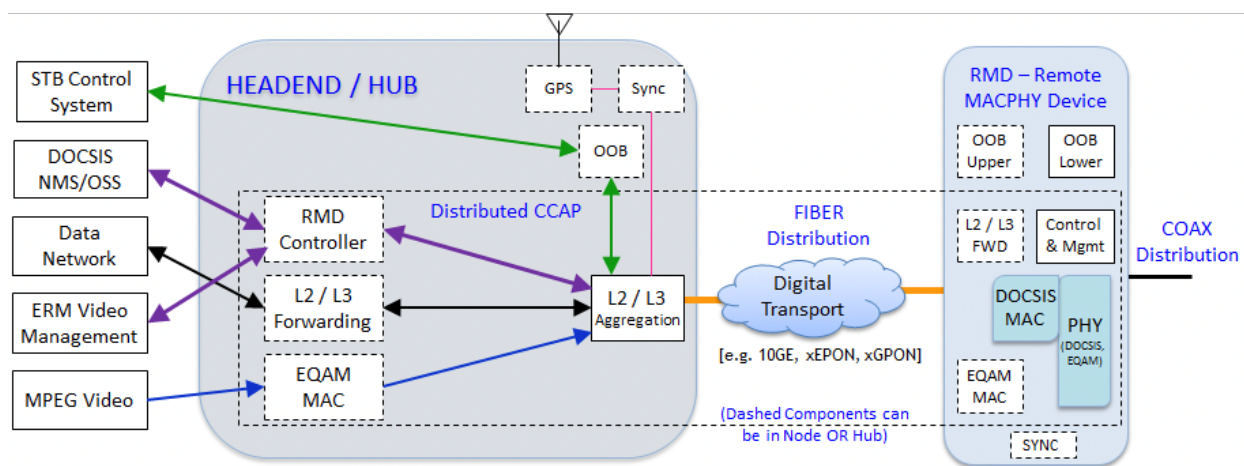 STB Control
System
DOCSIS
NMS/OSS
Data
Network
ERM Video
Management
MPEG Video
HEADEND / HUB
GPS
Sync
OOB
Distributed CCAP
RMD
Controller
L2 / L3
Forwarding
EQAM
MAC
L2 / L3
Aggregation
FIBER
Distribution
Digital
Transport
[e.g. 10GE, xEPON, xGPON]
(Dashed Components can
be in Node OR Hub)
RMD – Remote
MACPHY Device
OOB
Upper
OOB
Lower
L2 / L3
FWD
Control
& Mgmt
DOCSIS
MAC
PHY
(DOCSIS,
EQAM)
EQAM
MAC
SYNC
COAX
Distribution